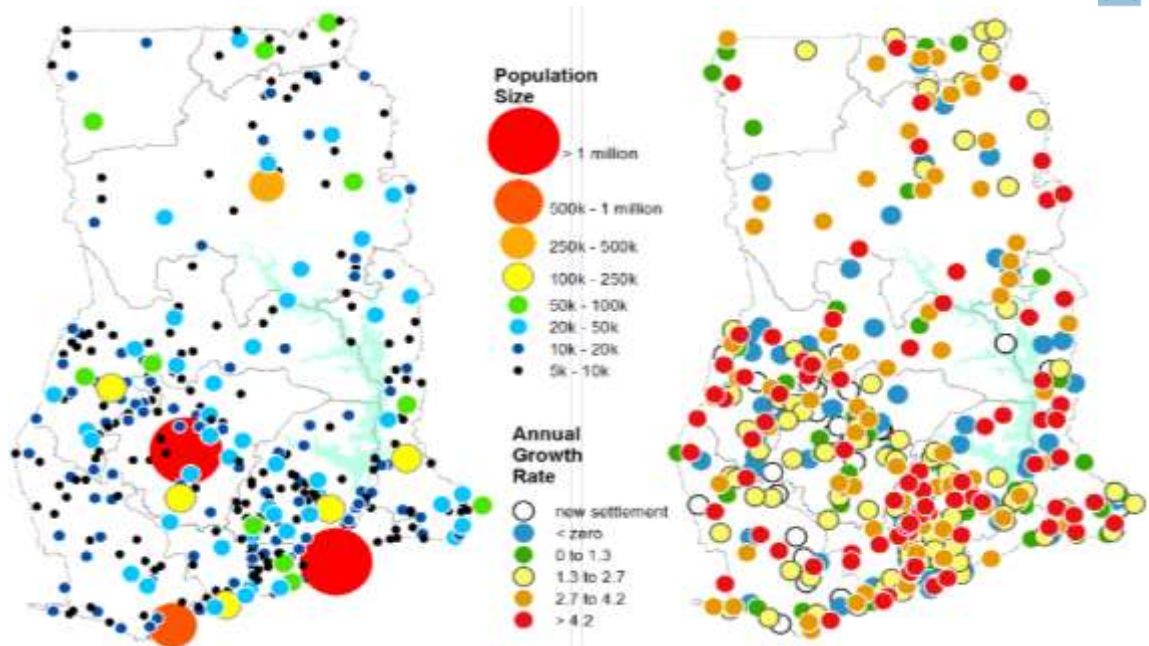 Population
Size
> 1 million
500k - 1 million
250k - 500k
100k - 250k
50k - 100k
20k - 50k
10k - 20k
5k - 10k
Annual
Growth
Rate
new settlement
< zero
0 to 1.3
1.3 to 2.7
2.7 to 4.2
> 4.2